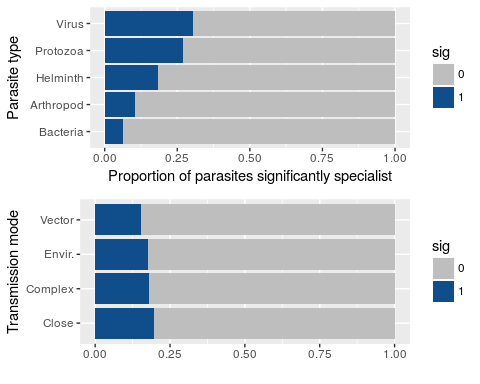 Parasite type
Virus
Protozoa
Helminth
Arthropod
Bacteria
0.00 0.25 0.50 0.75 1.00
Proportion of parasites significantly specialist
sig
0
1
Transmission mode
Vector
Envir.
Complex
Close
0.00 0.25 0.50 0.75 1.00
sig
0
1